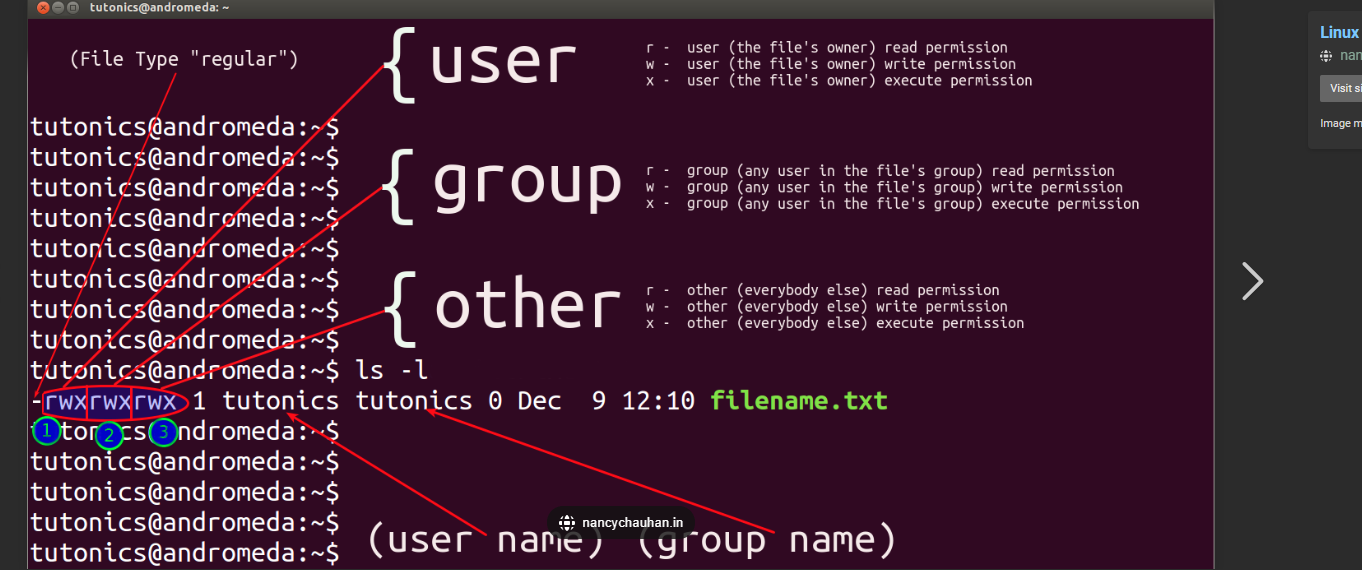 tutonics@andromeda: ~
(File Type "regular")
user
r - user (the file's owner) read permission
w - user (the file's owner) write permission
x - user (the file's owner) execute permission
tutonics@andromeda:~$
tutonics@andromeda:~$
tutonics@andromeda:~$
tutonics@andromeda:~$
tutonics@andromeda:~$
tutonics@andromeda:~$
tutonics@andromeda:~$
tutonics@andromeda:~$
group
r - group (any user in the file's group) read permission
w - group (any user in the file's group) write permission
x - group (any user in the file's group) execute permission
other
r - other (everybody else) read permission
w - other (everybody else) write permission
x - other (everybody else) execute permission
tutonics@andromeda:~$ ls -l
-rwxrwxrwx 1 tutonics tutonics 0 Dec  9 12:10 filename.txt
1 2 3
tutonics@andromeda:~$
tutonics@andromeda:~$
tutonics@andromeda:~$
tutonics@andromeda:~$
tutonics@andromeda:~$
(user name) (group name)
nancychauhan.in
Linux
nan
Visit si
Image m